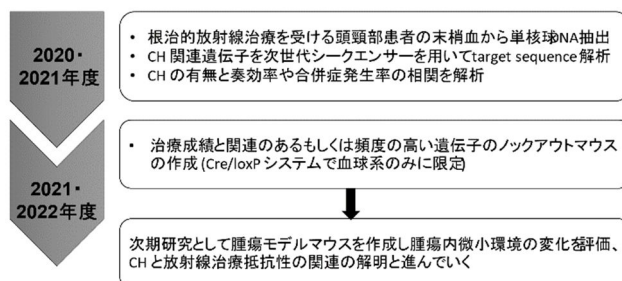 2020・
2021年度
• 根治的放射線治療を受ける頭頸部患者の末梢血から単核球DNA抽出
• CH 関連遺伝子を次世代シークエンサーを用いてtarget sequence 解析
• CH の有無と奏効率や合併症発生率の相関を解析
2021・
2022年度
• 治療成績と関連のあるもしくは頻度の高い遺伝子のノックアウトマウス
の作成 (Cre/loxP システムで血球系のみに限定)
次期研究として腫瘍モデルマウスを作成し腫瘍内微小環境の変化を評価、
CH と放射線治療抵抗性の関連の解明と進んでいく